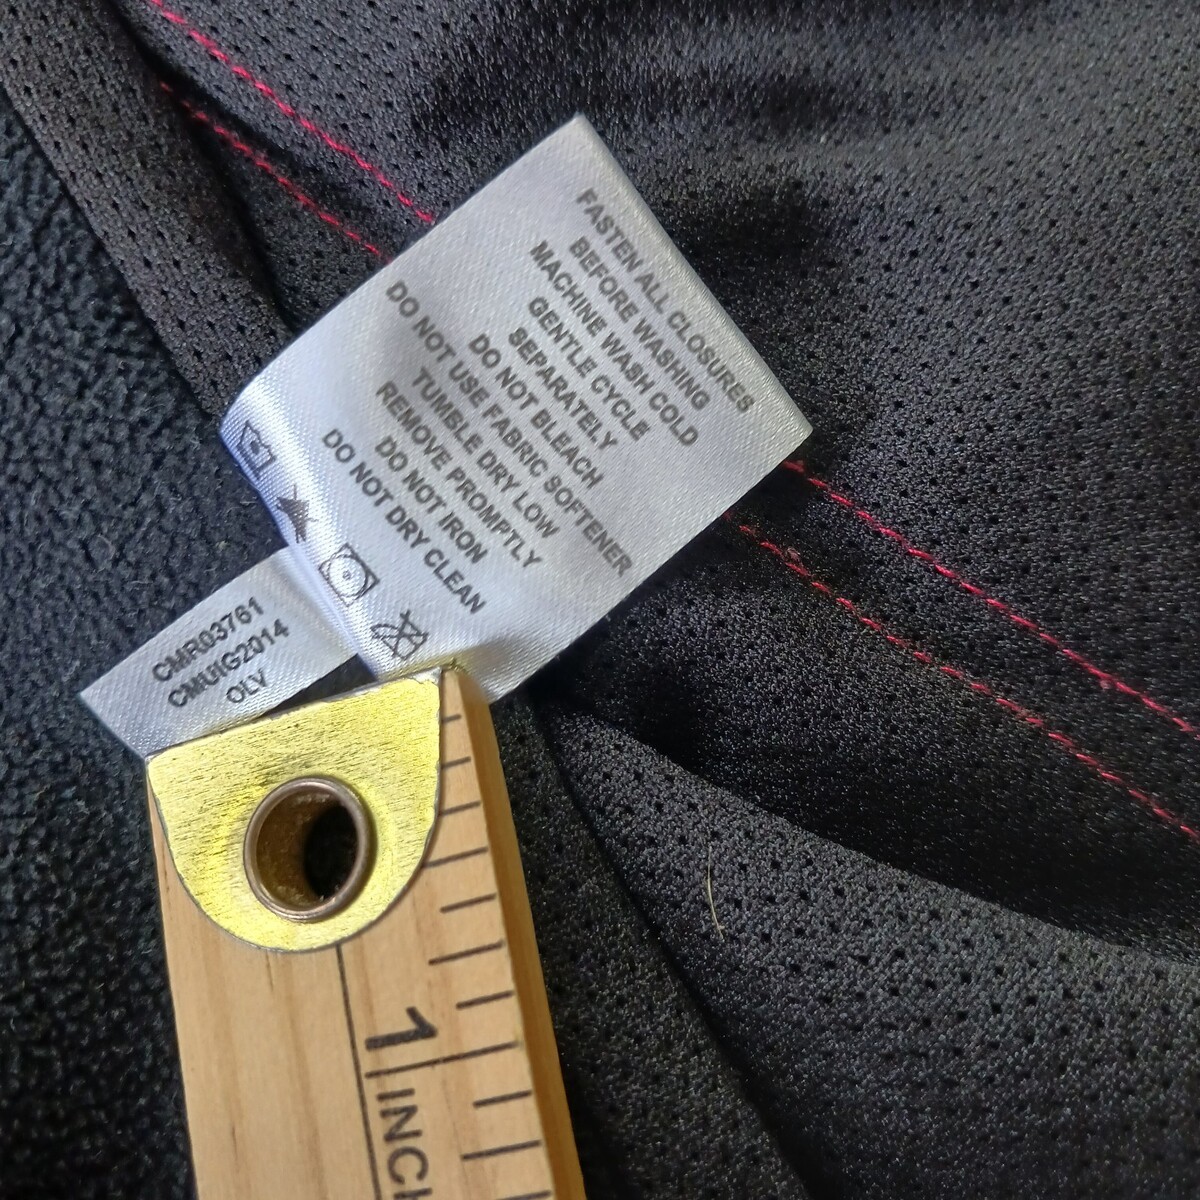 FASTEN ALL CLOSURES
BEFORE WASHING
MACHINE WASH COLD
GENTLE CYCLE
SEPARATELY
DO NOT BLEACH
DO NOT USE FABRIC SOFTENER
TUMBLE DRY LOW
REMOVE PROMPTLY
DO NOT IRON
DO NOT DRY CLEAN
CMR03761
CMUIG2014
OLV
1
INCH